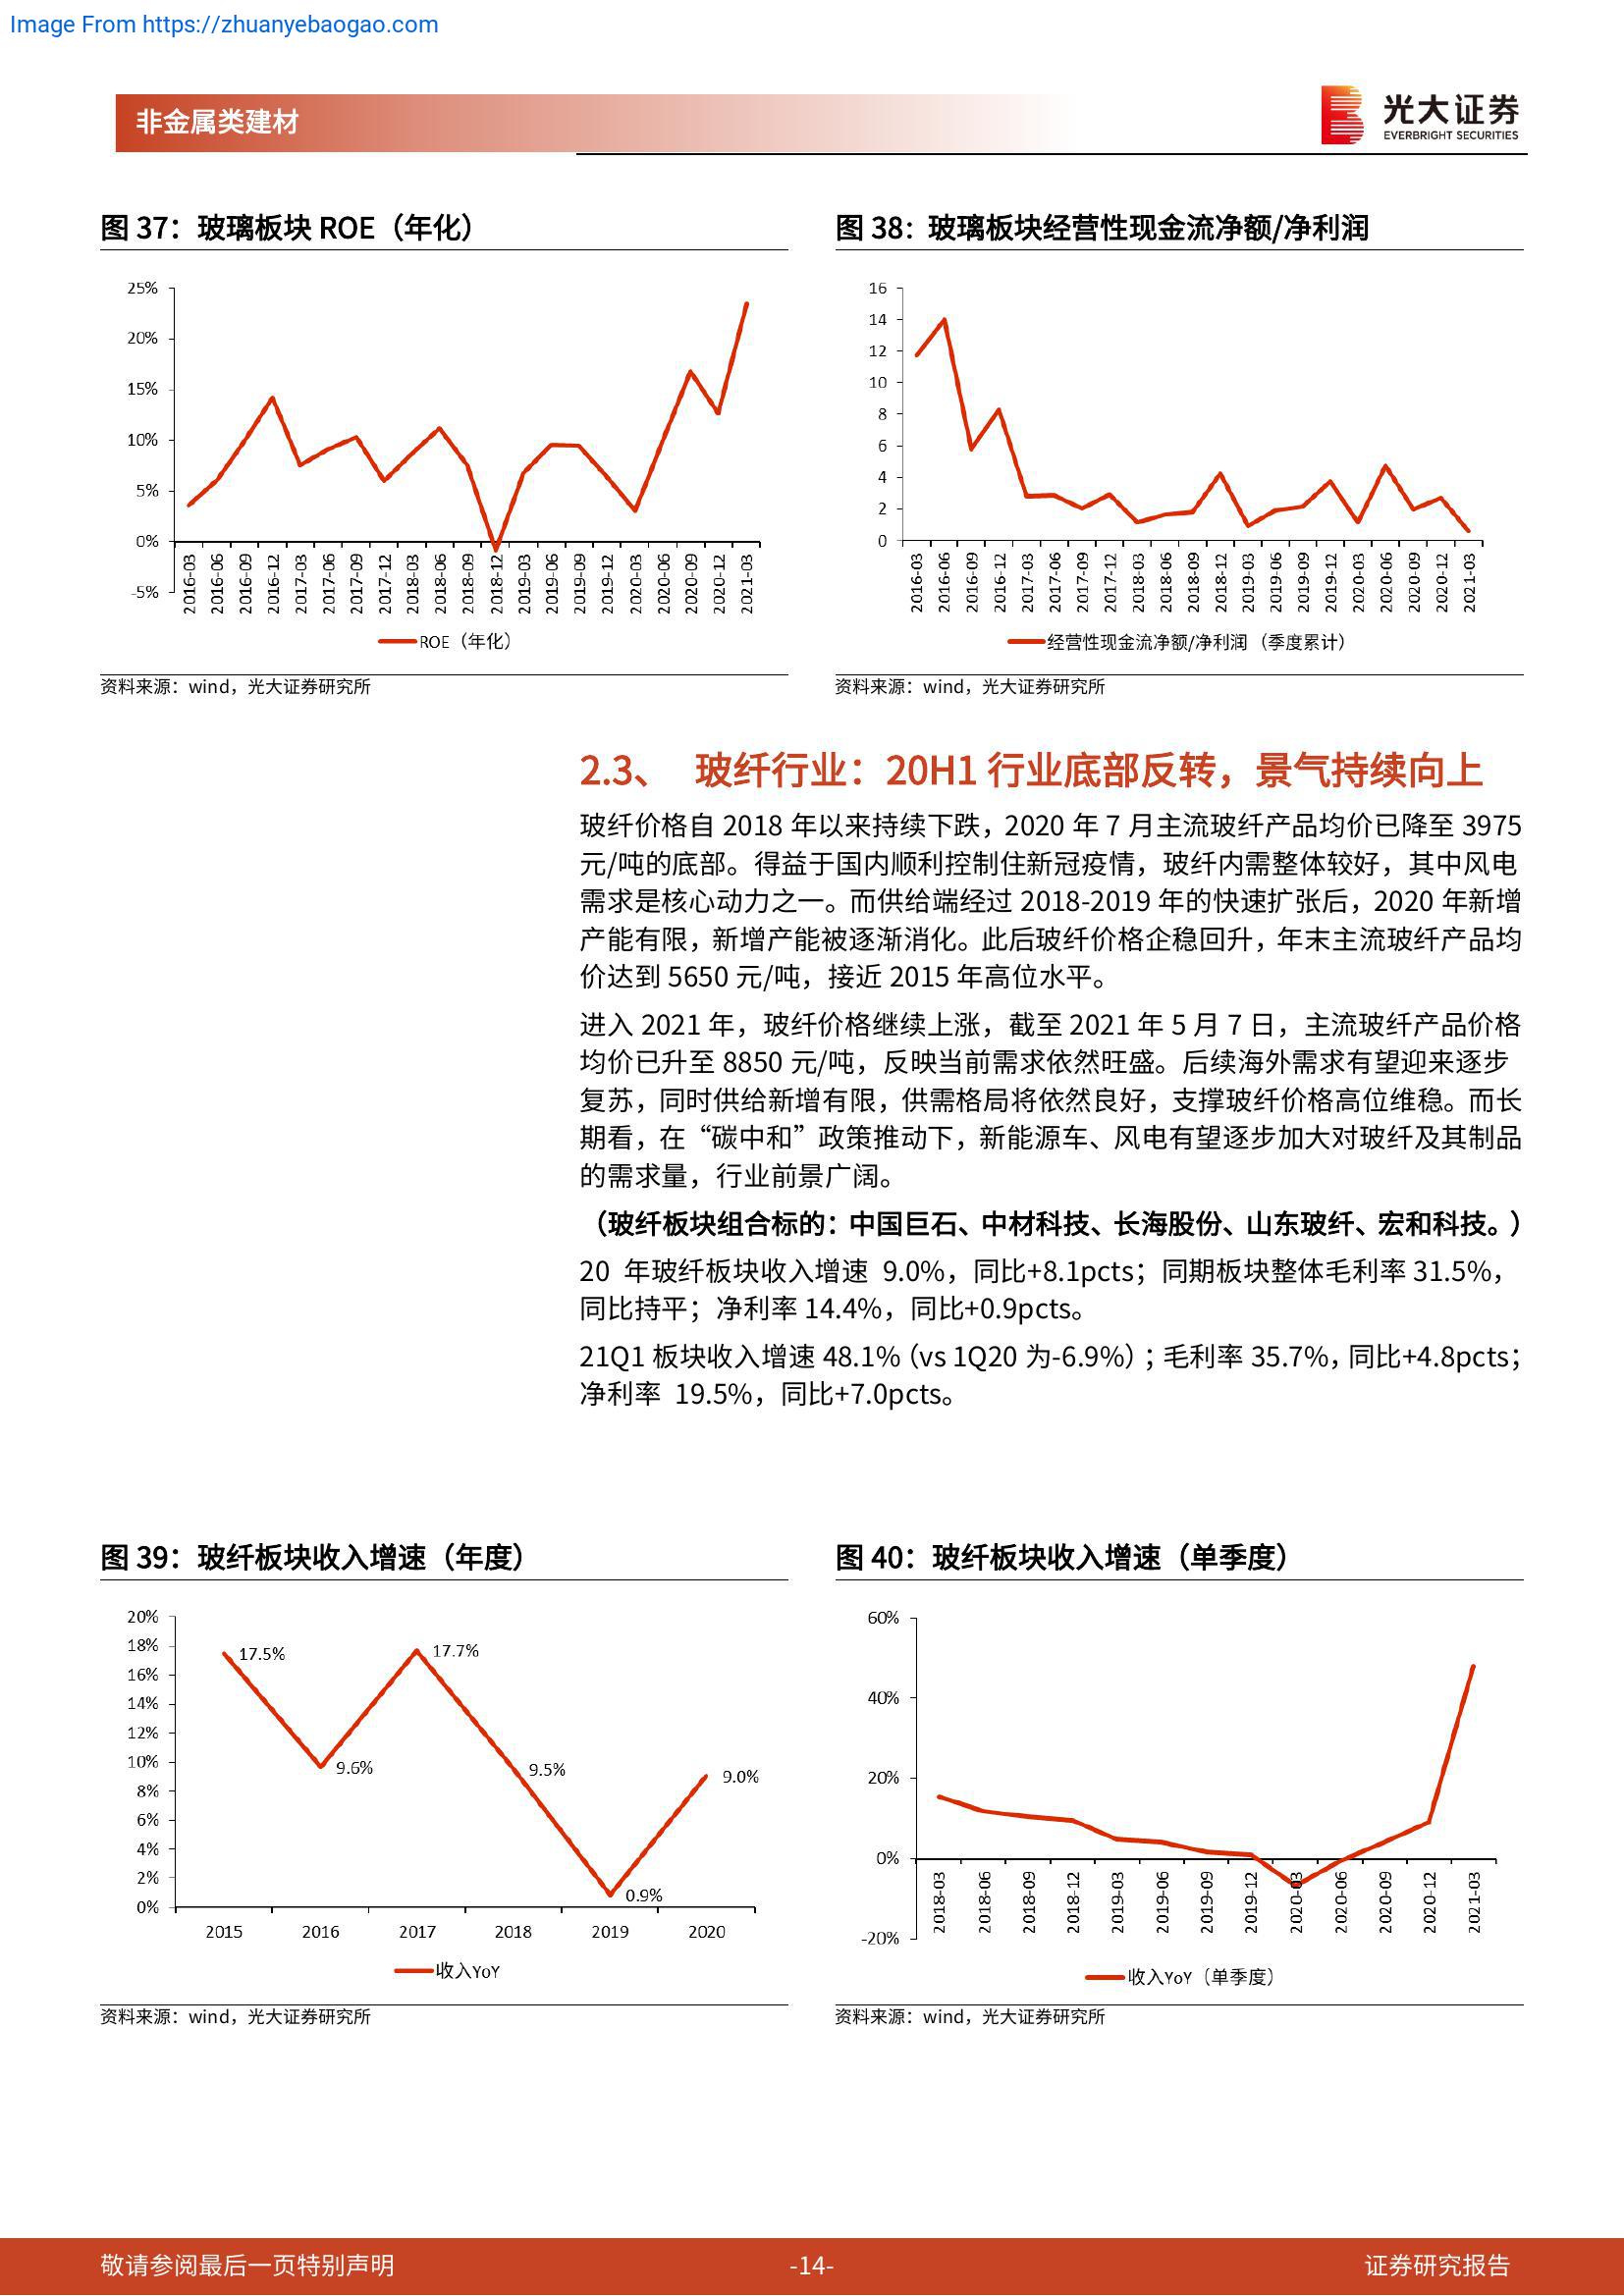 Image From https://zhuanyebaogao.com
非金属类建材
光大证券
EVERBRIGHT SECURITIES
图 37：玻璃板块 ROE（年化）
25%
20%
15%
10%
5%
0%
-5%
2016-03
2016-06
2016-09
2016-12
2017-03
2017-06
2017-09
2017-12
2018-03
2018-06
2018-09
2018-12
2019-03
2019-06
2019-09
2019-12
2020-03
2020-06
2020-09
2020-12
2021-03
ROE（年化）
资料来源：wind，光大证券研究所
图 38：玻璃板块经营性现金流净额/净利润
16
14
12
10
8
6
4
2
0
2016-03
2016-06
2016-09
2016-12
2017-03
2017-06
2017-09
2017-12
2018-03
2018-06
2018-09
2018-12
2019-03
2019-06
2019-09
2019-12
2020-03
2020-06
2020-09
2020-12
2021-03
经营性现金流净额/净利润（季度累计）
资料来源：wind，光大证券研究所
2.3、 玻纤行业：20H1 行业底部反转，景气持续向上
玻纤价格自 2018 年以来持续下跌，2020 年 7 月主流玻纤产品均价已降至 3975
元/吨的底部。得益于国内顺利控制住新冠疫情，玻纤内需整体较好，其中风电
需求是核心动力之一。而供给端经过 2018-2019 年的快速扩张后，2020 年新增
产能有限，新增产能被逐渐消化。此后玻纤价格企稳回升，年末主流玻纤产品均
价达到 5650 元/吨，接近 2015 年高位水平。
进入 2021 年，玻纤价格继续上涨，截至 2021 年 5 月 7 日，主流玻纤产品价格
均价已升至 8850 元/吨，反映当前需求依然旺盛。后续海外需求有望迎来逐步
复苏，同时供给新增有限，供需格局将依然良好，支撑玻纤价格高位维稳。而长
期看，在“碳中和”政策推动下，新能源车、风电有望逐步加大对玻纤及其制品
的需求量，行业前景广阔。
（玻纤板块组合标的：中国巨石、中材科技、长海股份、山东玻纤、宏和科技。）
20 年玻纤板块收入增速 9.0%，同比+8.1pcts；同期板块整体毛利率 31.5%，
同比持平；净利率 14.4%，同比+0.9pcts。
21Q1 板块收入增速 48.1%（vs 1Q20 为-6.9%）；毛利率 35.7%，同比+4.8pcts；
净利率 19.5%，同比+7.0pcts。
图 39：玻纤板块收入增速（年度）
20%
18%
16%
14%
12%
10%
8%
6%
4%
2%
0%
17.5%
9.6%
17.7%
9.5%
0.9%
9.0%
2015
2016
2017
2018
2019
2020
收入YoY
资料来源：wind，光大证券研究所
图 40：玻纤板块收入增速（单季度）
60%
40%
20%
0%
-20%
2018-03
2018-06
2018-09
2018-12
2019-03
2019-06
2019-09
2019-12
2020-03
2020-06
2020-09
2020-12
2021-03
收入YoY（单季度）
资料来源：wind，光大证券研究所
敬请参阅最后一页特别声明
-14-
证券研究报告